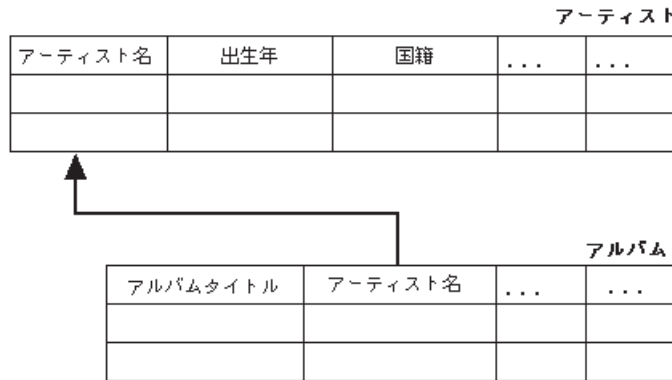 アーティスト
アーティスト名 出生年 国籍 ... ...
アルバム
アルバムタイトル アーティスト名 ... ...